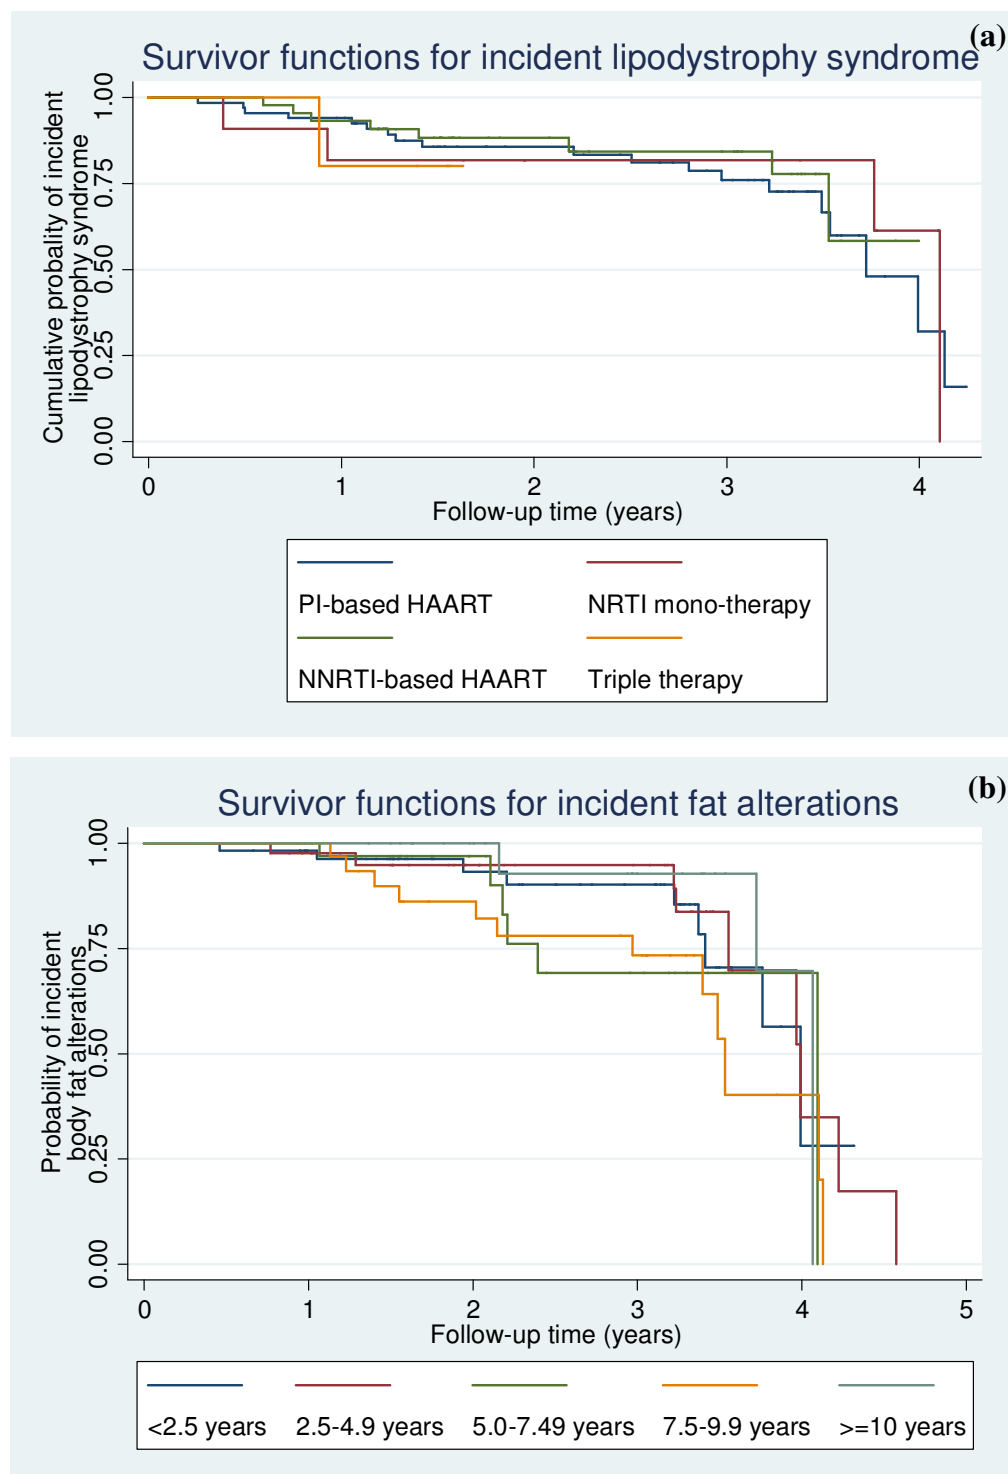 (a)
Survivor functions for incident lipodystrophy syndrome
Cumulative probality of incident
lipodystrophy syndrome
1.00
0.75
0.50
0.25
0.00
0 1 2 3 4
Follow-up time (years)
PI-based HAART NRTI mono-therapy
NNRTI-based HAART Triple therapy
(b)
Survivor functions for incident fat alterations
Probability of incident
body fat alterations
1.00
0.75
0.50
0.25
0.00
0 1 2 3 4 5
Follow-up time (years)
<2.5 years 2.5-4.9 years 5.0-7.49 years 7.5-9.9 years >=10 years